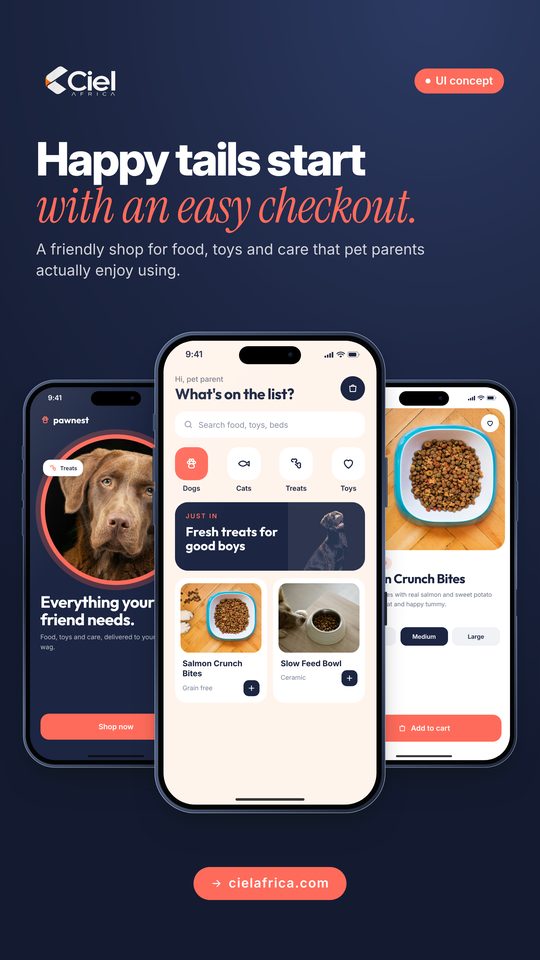 Ciel
AFRICA
UI concept
Happy tails start
with an easy checkout.
A friendly shop for food, toys and care that pet parents
actually enjoy using.
9:41
pawnest
Treats
Everything your
friend needs.
Food, toys and care, delivered to your
wag.
Shop now
9:41
Hi, pet parent
What's on the list?
Search food, toys, beds
Dogs
Cats
Treats
Toys
JUST IN
Fresh treats for
good boys
Salmon Crunch
Bites
Grain free
Slow Feed Bowl
Ceramic
n Crunch Bites
es with real salmon and sweet potato
at and happy tummy.
Medium
Large
Add to cart
cielafrica.com